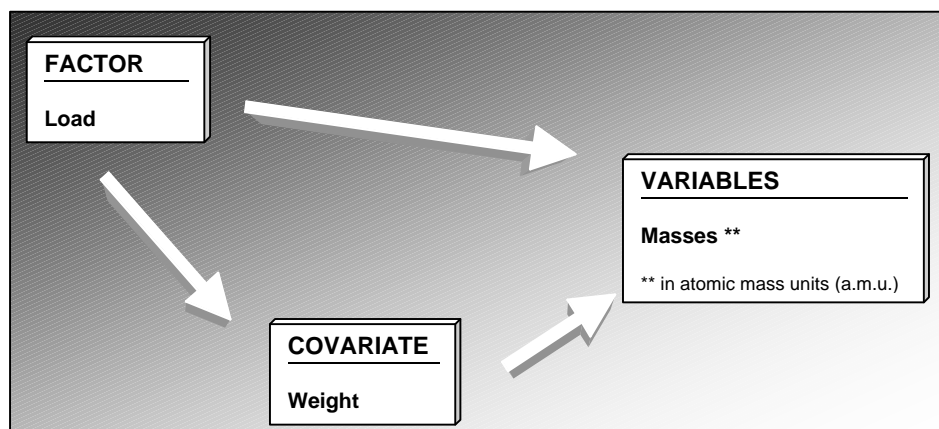 FACTOR
Load
VARIABLES
Masses **
** in atomic mass units (a.m.u.)
COVARIATE
Weight